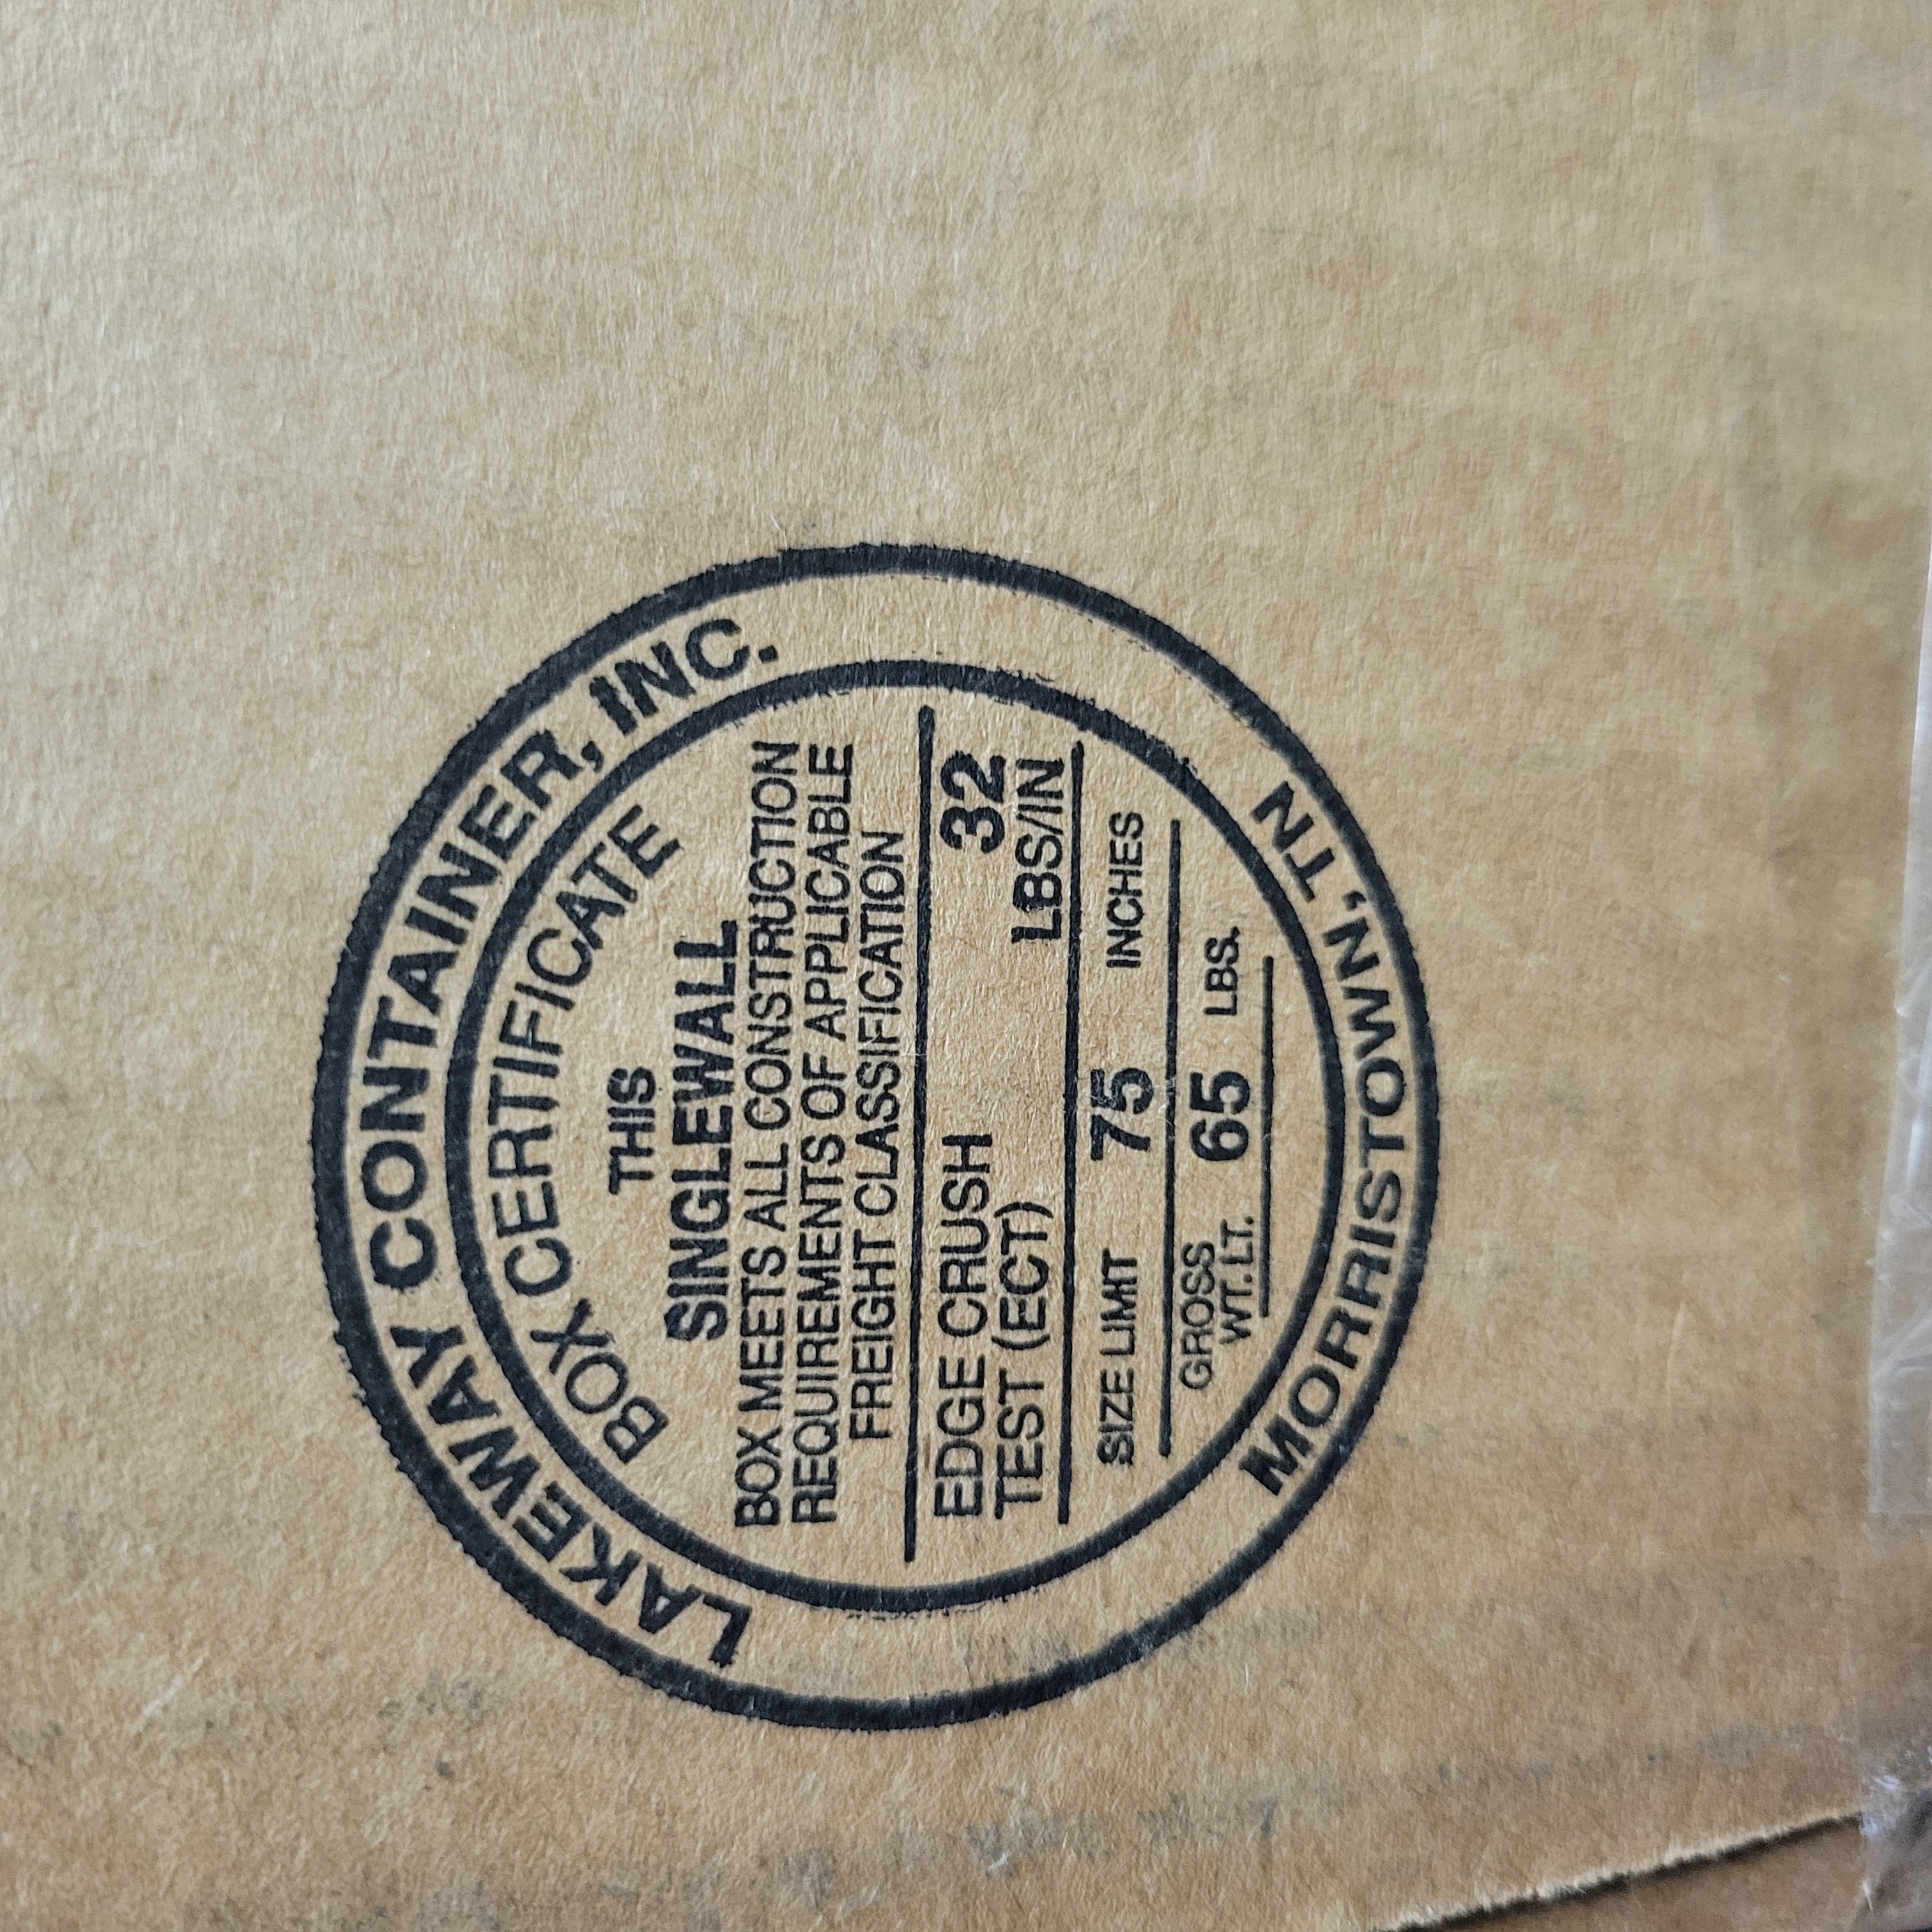 LAKEWAY CONTAINER, INC.
BOX CERTIFICATE
THIS
SINGLEWALL
BOX MEETS ALL CONSTRUCTION
REQUIREMENTS OF APPLICABLE
FREIGHT CLASSIFICATION
EDGE CRUSH 32
TEST (ECT) LBS/IN
SIZE LIMIT 75 INCHES
GROSS 65 LBS.
WT. LT.
MORRISTOWN, TN